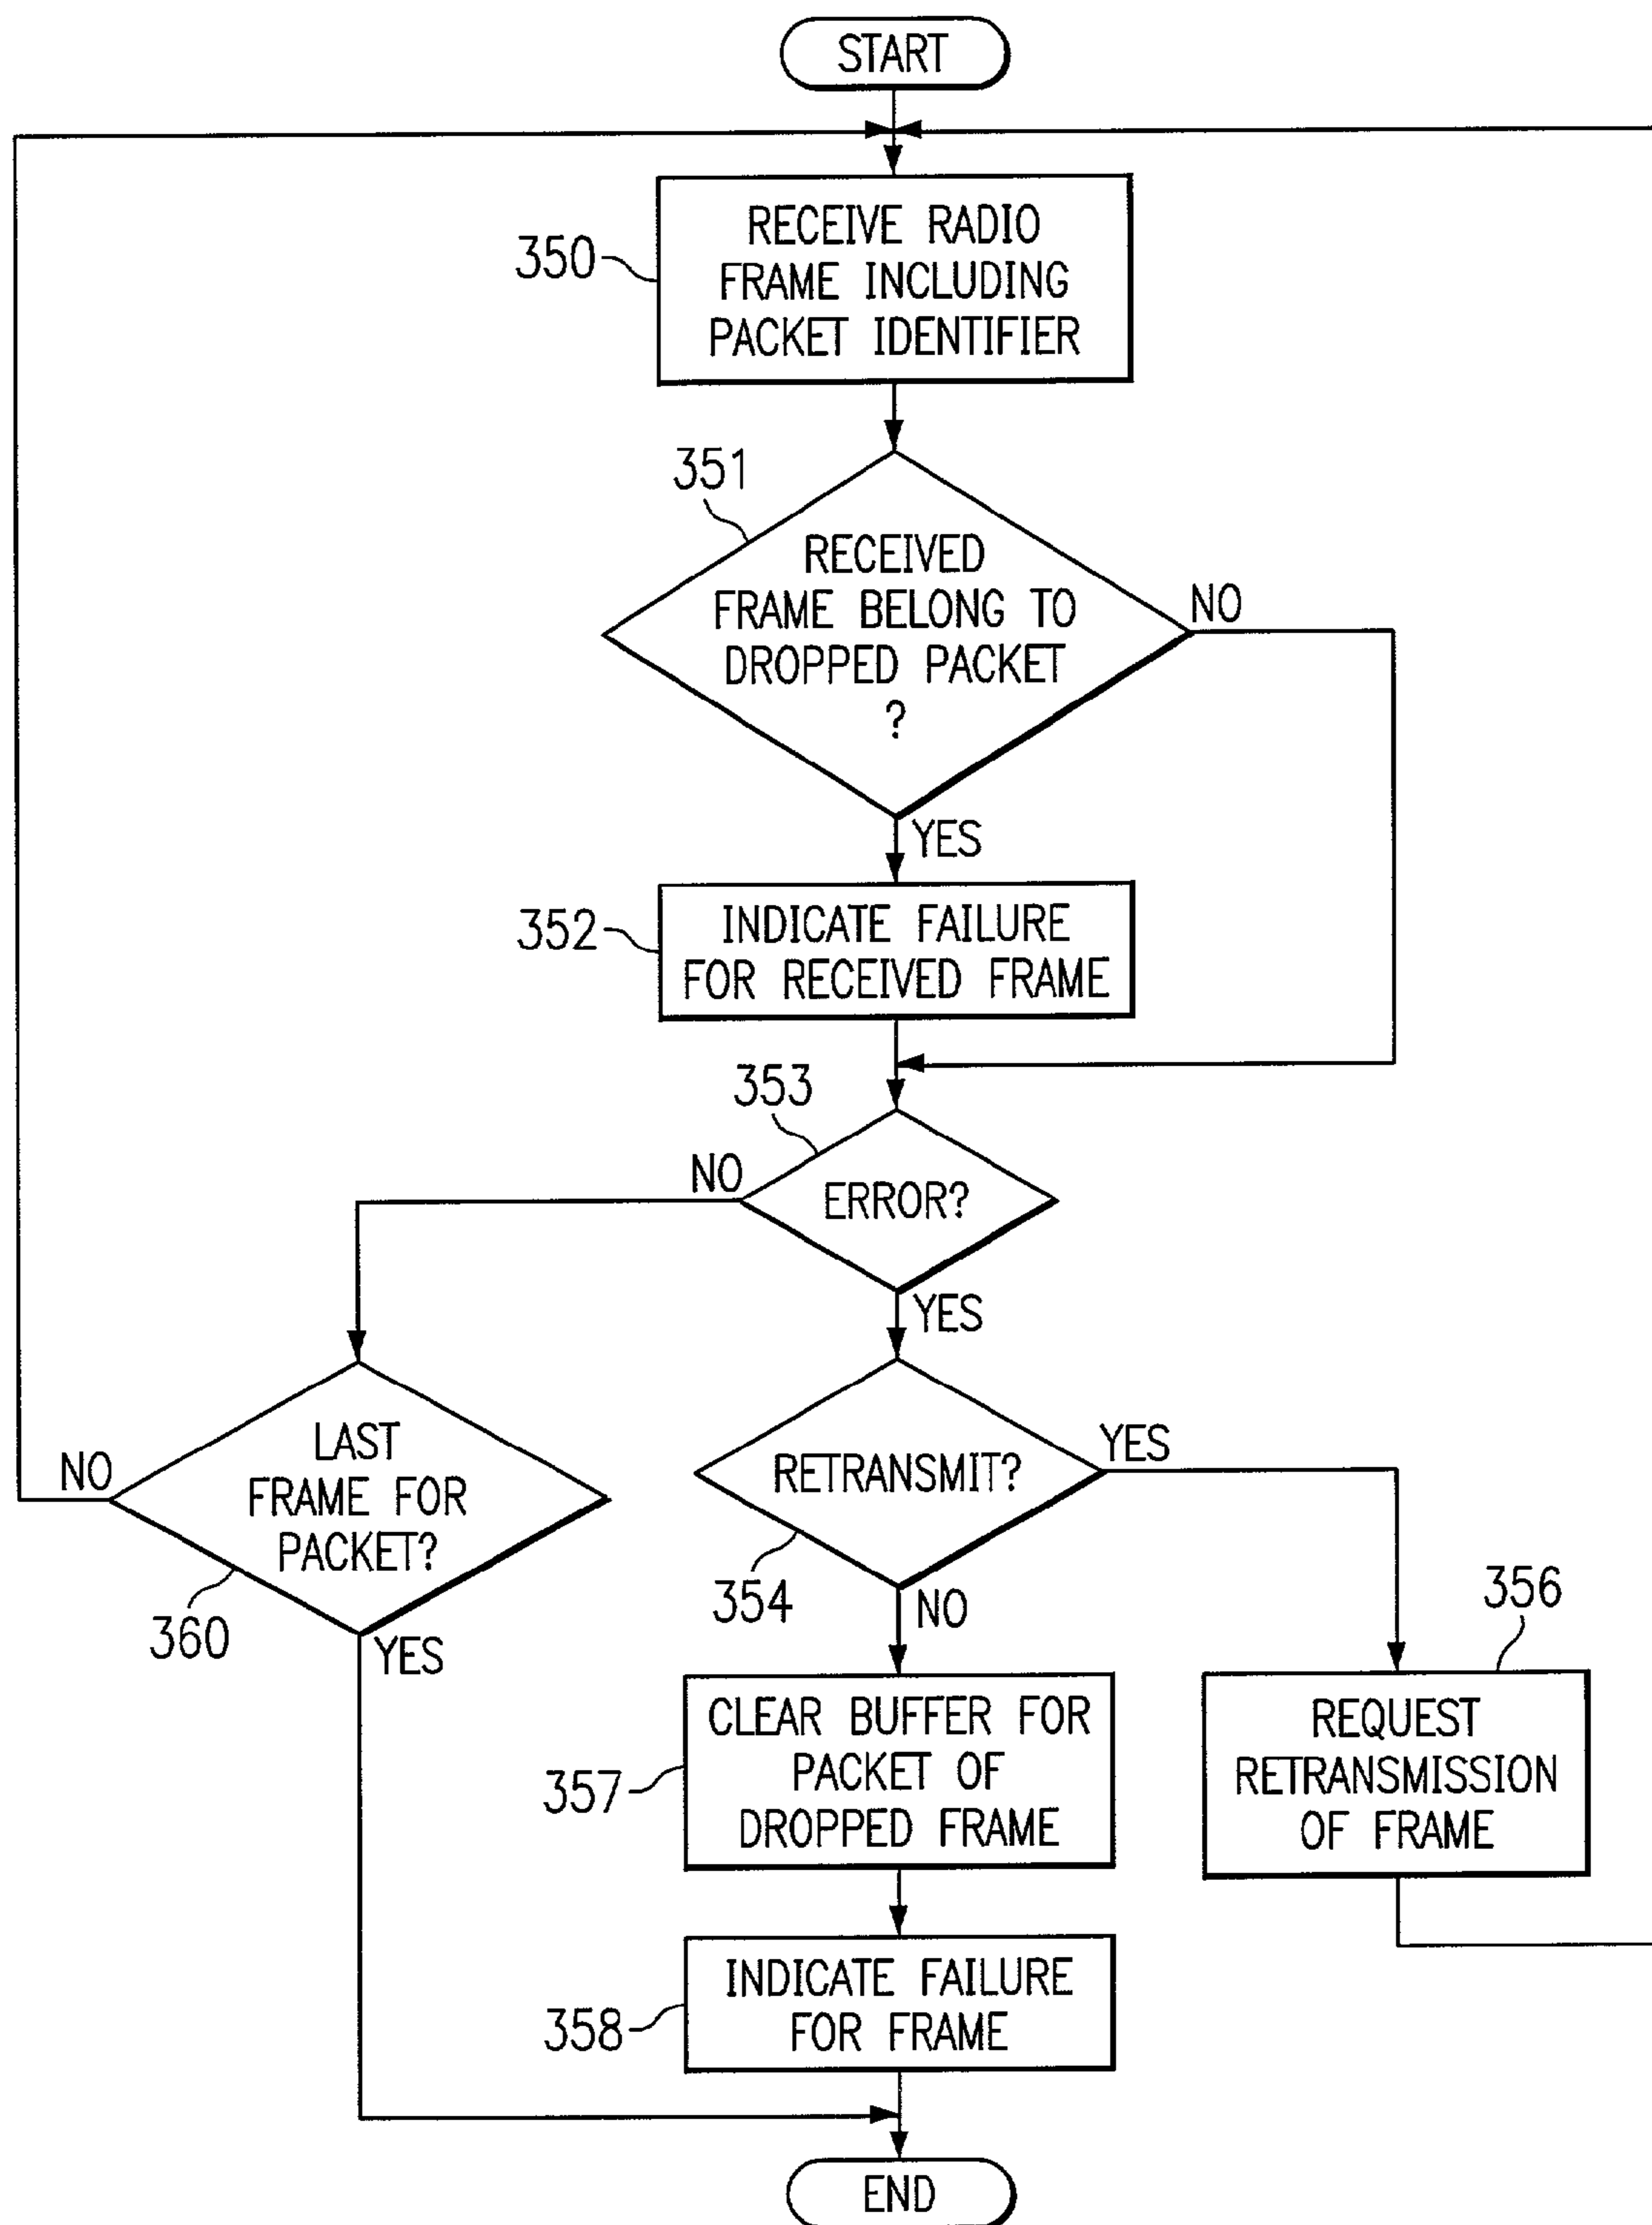 START
350
RECEIVE RADIO
FRAME INCLUDING
PACKET IDENTIFIER
351
RECEIVED
FRAME BELONG TO
DROPPED PACKET
?
NO
YES
352
INDICATE FAILURE
FOR RECEIVED FRAME
353
NO
ERROR?
YES
NO
LAST
FRAME FOR
PACKET?
360
YES
RETRANSMIT?
YES
354
NO
356
357
CLEAR BUFFER FOR
PACKET OF
DROPPED FRAME
REQUEST
RETRANSMISSION
OF FRAME
358
INDICATE FAILURE
FOR FRAME
END